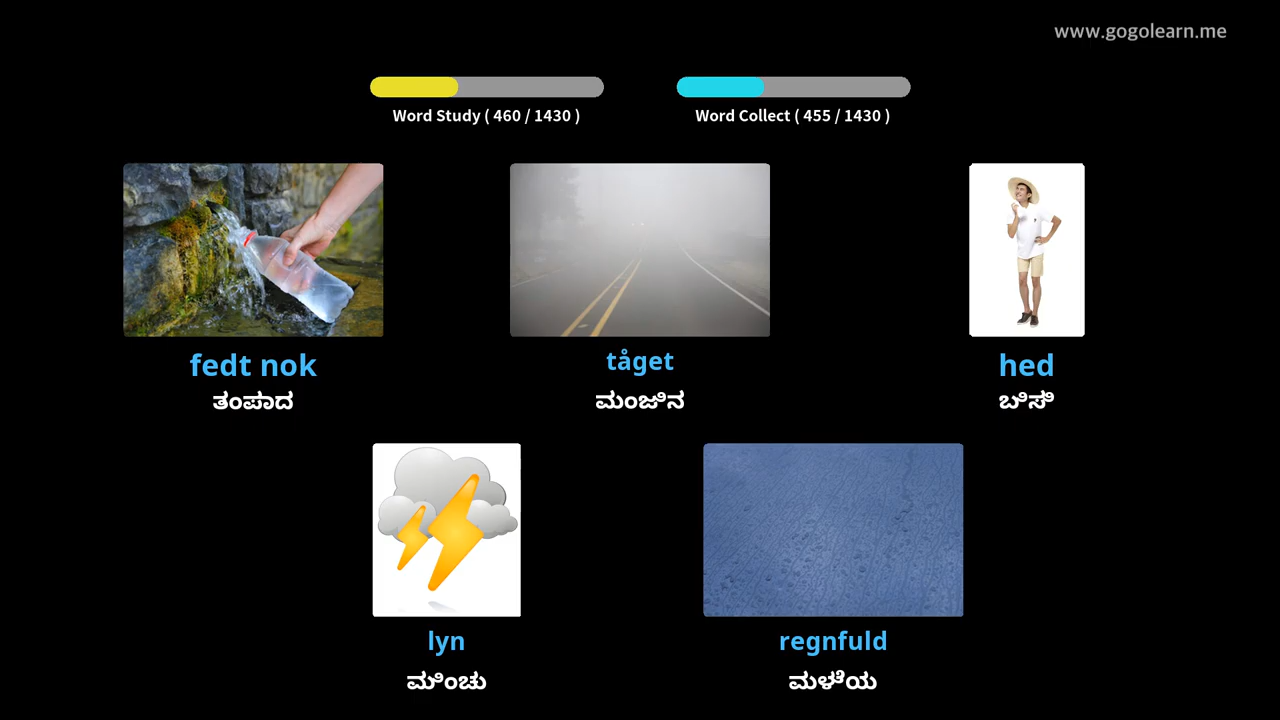 www.gogolearn.me
Word Study ( 460 / 1430 )
Word Collect ( 455 / 1430 )
fedt nok
ತಂಪಾದ
tåget
ಮಂಜಿನ
hed
ಬಿಸಿ
lyn
ಮಿಂಚು
regnfuld
ಮಳೆಯ